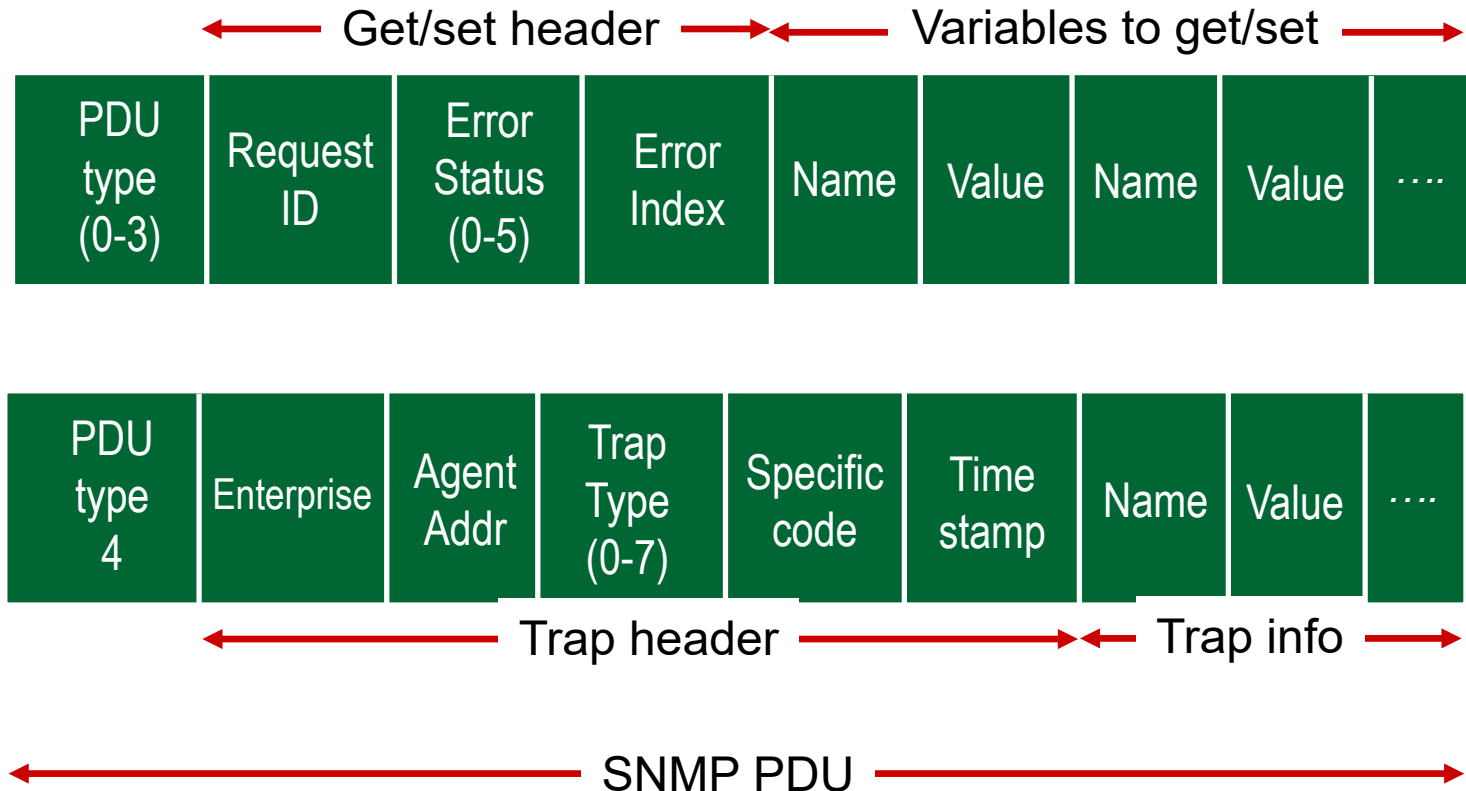 Get/set header
Variables to get/set
PDU
type
(0-3)
Request
ID
Error
Status
(0-5)
Error
Index
Name
Value
Name
Value
....
PDU
type
4
Enterprise
Agent
Addr
Trap
Type
(0-7)
Specific
code
Time
stamp
Name
Value
....
Trap header
Trap info
SNMP PDU